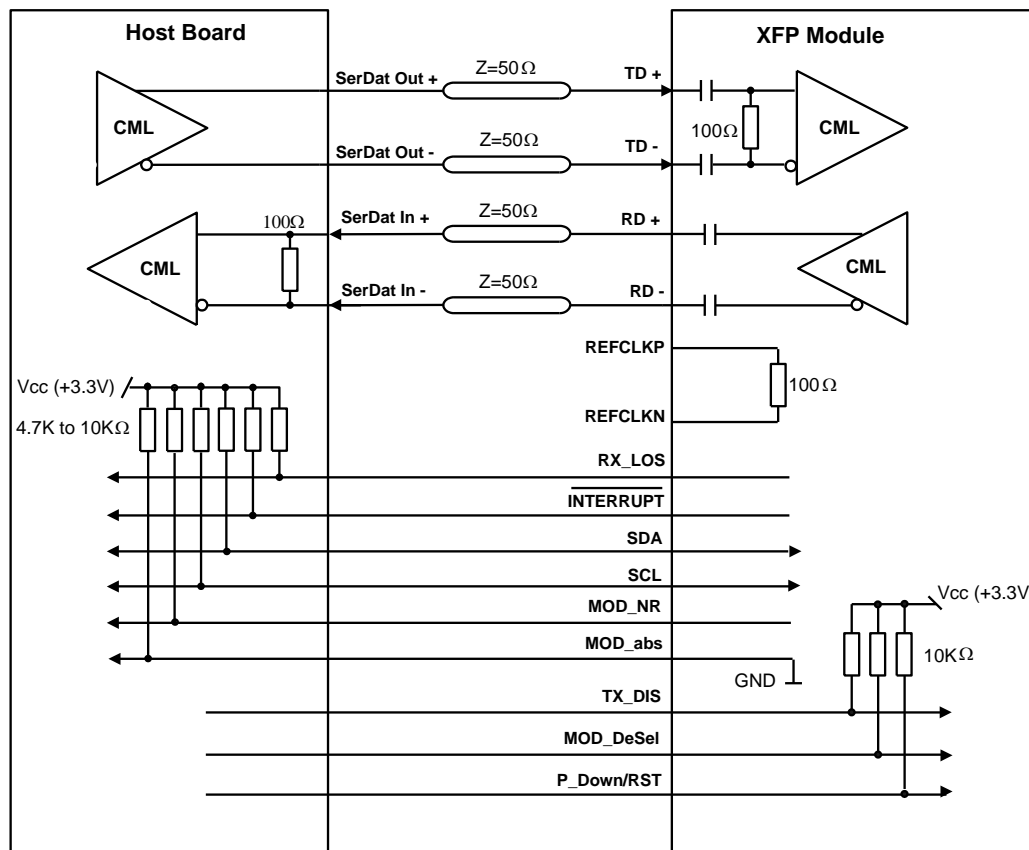 Host Board
XFP Module
SerDat Out +
Z=50Ω
TD +
CML
100Ω
CML
SerDat Out -
Z=50Ω
TD -
100Ω
SerDat In +
Z=50Ω
RD +
CML
CML
SerDat In -
Z=50Ω
RD -
REFCLKP
100Ω
REFCLKN
Vcc (+3.3V)
4.7K to 10KΩ
RX_LOS
INTERRUPT
SDA
SCL
Vcc (+3.3V
MOD_NR
MOD_abs
10KΩ
GND
TX_DIS
MOD_DeSel
P_Down/RST